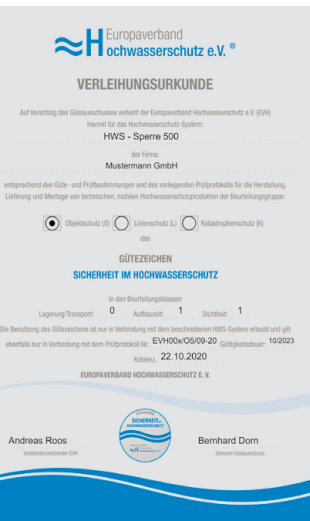 Europaverband
Hochwasserschutz e.V. ®
VERLEIHUNGSURKUNDE
Auf Vorschlag des Güteausschusses verleiht der Europaverband Hochwasserschutz e.V. (EVH)
hiermit für das Hochwasserschutz-System:
HWS - Sperre 500
der Firma:
Mustermann GmbH
entsprechend den Güte- und Prüfbestimmungen und des vorliegenden Prüfprotokolls für die Herstellung,
Lieferung und Montage von technischen, mobilen Hochwasserschutzprodukten der Beurteilungsgruppe:
Objektschutz (O) Linienschutz (L) Katastrophenschutz (K)
das
GÜTEZEICHEN
SICHERHEIT IM HOCHWASSERSCHUTZ
In den Beurteilungsklassen
Lagerung/Transport: 0 Aufbauzeit: 1 Dichtheit: 1
Die Benutzung des Gütezeichens ist nur in Verbindung mit dem beschriebenen HWS-System erlaubt und gilt
ebenfalls nur in Verbindung mit dem Prüfprotokoll Nr.: EVH00x/O5/09-20 Gültigkeitsdauer: 10/2023
Koblenz, 22.10.2020
EUROPAVERBAND HOCHWASSERSCHUTZ E. V.
SICHERHEIT IM
HOCHWASSERSCHUTZ
Andreas Roos Bernhard Dorn
Vorstandsvorsitzender EVH Obmann Güteausschuss